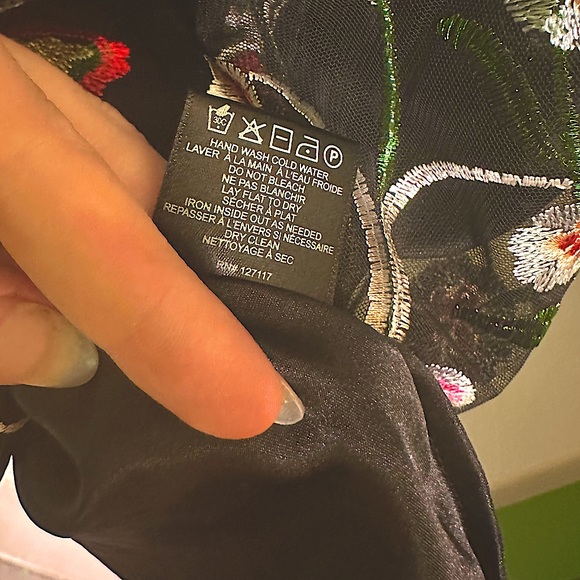 30C
P
HAND WASH COLD WATER
LAVER À LA MAIN À L'EAU FROIDE
DO NOT BLEACH
NE PAS BLANCHIR
LAY FLAT TO DRY
SÉCHER À PLAT
IRON INSIDE OUT AS NEEDED
REPASSER À L'ENVERS SI NÉCESSAIRE
DRY CLEAN
NETTOYAGE À SEC
RN# 127117